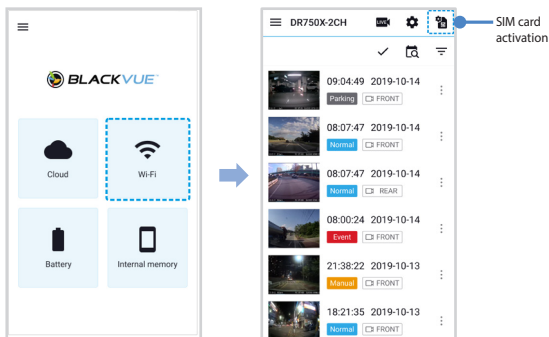 BLACKVUE
Cloud
Wi-Fi
Battery
Internal memory
DR750X-2CH
LIVE
09:04:49 2019-10-14
Parking FRONT
08:07:47 2019-10-14
Normal FRONT
08:07:47 2019-10-14
Normal REAR
08:00:24 2019-10-14
Event FRONT
21:38:22 2019-10-13
Manual FRONT
18:21:35 2019-10-13
Normal FRONT
SIM card
activation